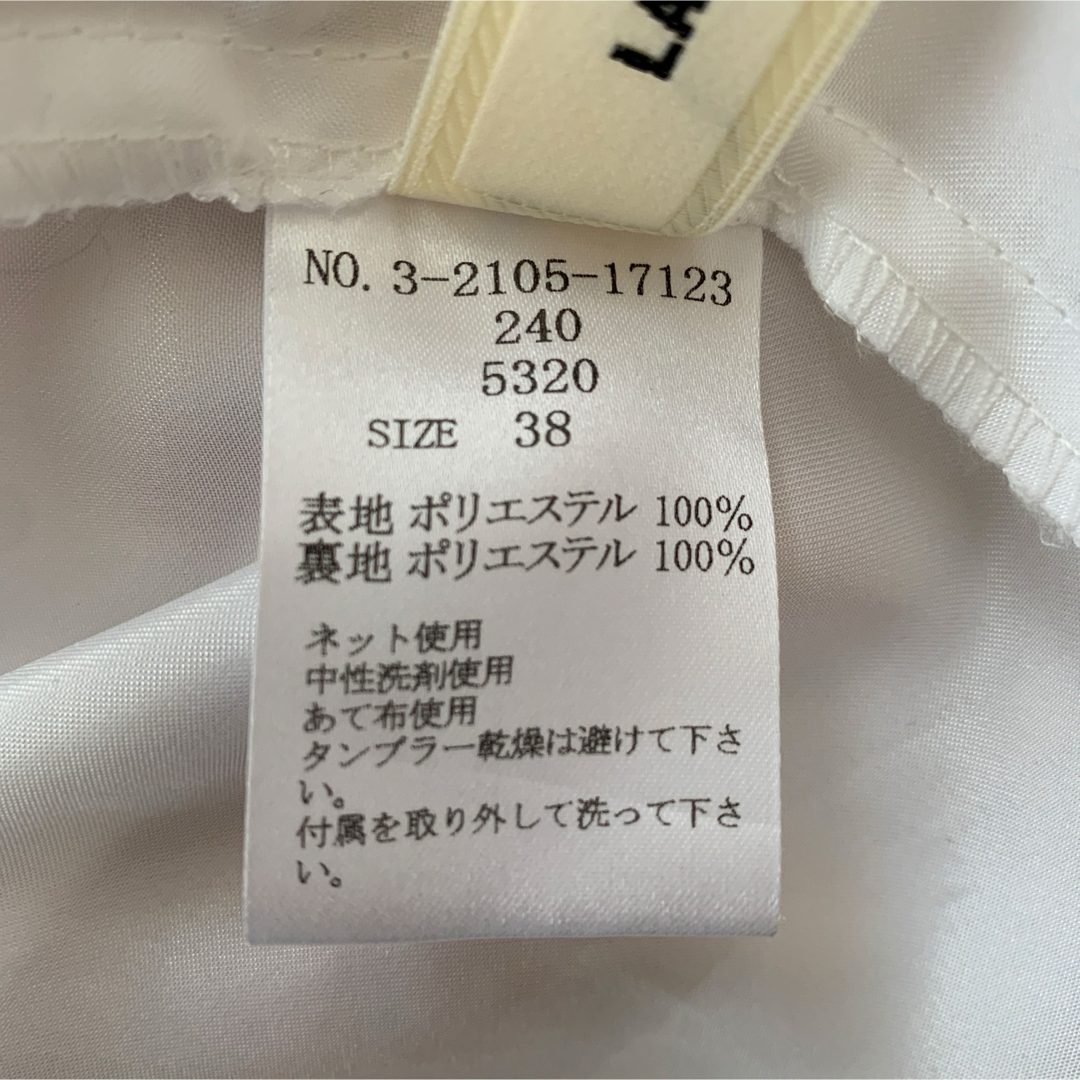 LA
NO. 3-2105-17123
240
5320
SIZE 38
表地 ポリエステル 100%
裏地 ポリエステル 100%
ネット使用
中性洗剤使用
あて布使用
タンブラー乾燥は避けて下さ
い。
付属を取り外して洗って下さ
い。